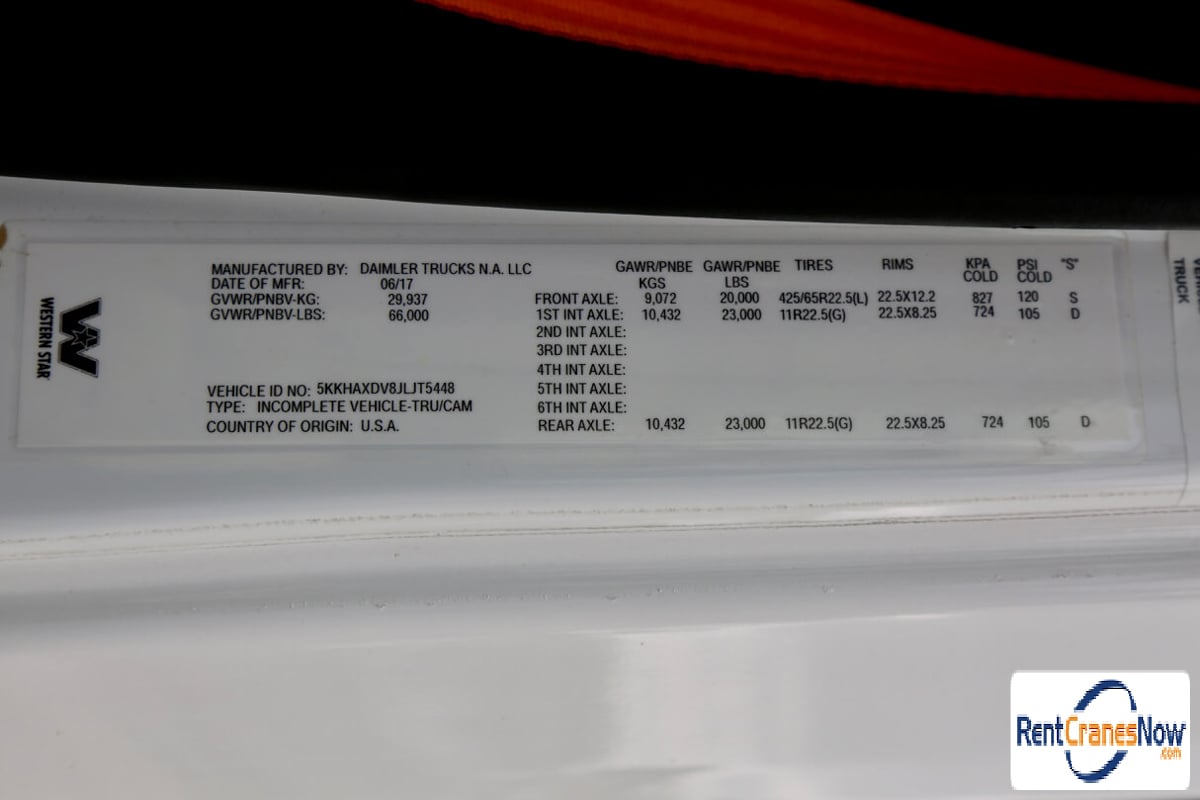 WESTERN STAR
MANUFACTURED BY: DAIMLER TRUCKS N.A. LLC
DATE OF MFR: 06/17
GVWR/PNBV-KG: 29,937
GVWR/PNBV-LBS: 66,000
VEHICLE ID NO: 5KKHAXDV8JLJT5448
TYPE: INCOMPLETE VEHICLE-TRU/CAM
COUNTRY OF ORIGIN: U.S.A.
GAWR/PNBE GAWR/PNBE TIRES RIMS KPA PSI "S"
KGS LBS COLD COLD
FRONT AXLE: 9,072 20,000 425/65R22.5(L) 22.5X12.2 827 120 S
1ST INT AXLE: 10,432 23,000 11R22.5(G) 22.5X8.25 724 105 D
2ND INT AXLE:
3RD INT AXLE:
4TH INT AXLE:
5TH INT AXLE:
6TH INT AXLE:
REAR AXLE: 10,432 23,000 11R22.5(G) 22.5X8.25 724 105 D
TRUCK
RentCranesNow
.com